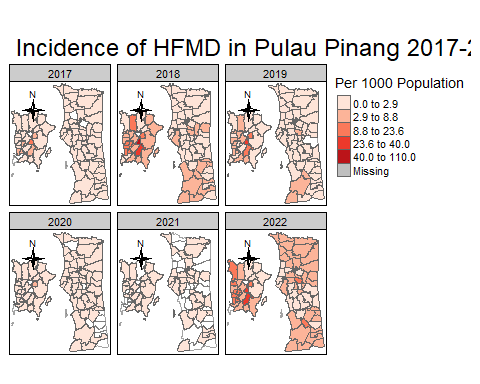 Incidence of HFMD in Pulau Pinang 2017-2
2017
2018
2019
N
N
N
Per 1000 Population
0.0 to 2.9
2.9 to 8.8
8.8 to 23.6
23.6 to 40.0
40.0 to 110.0
Missing
2020
2021
2022
N
N
N